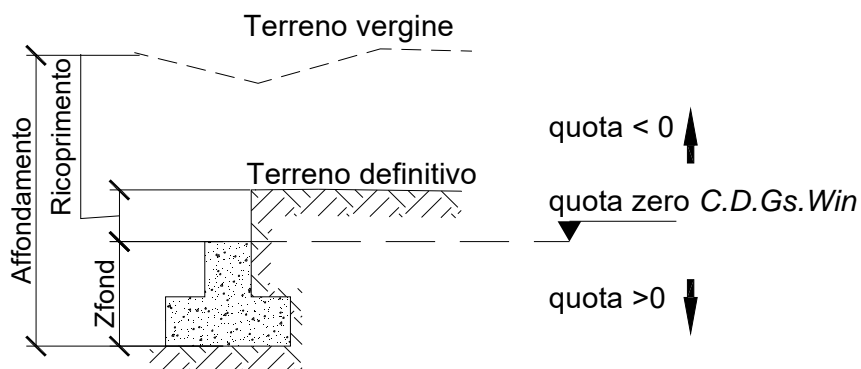 Terreno vergine
Affondamento
Ricoprimento
quota < 0
Terreno definitivo
quota zero C.D.Gs.Win
Zfond
quota >0